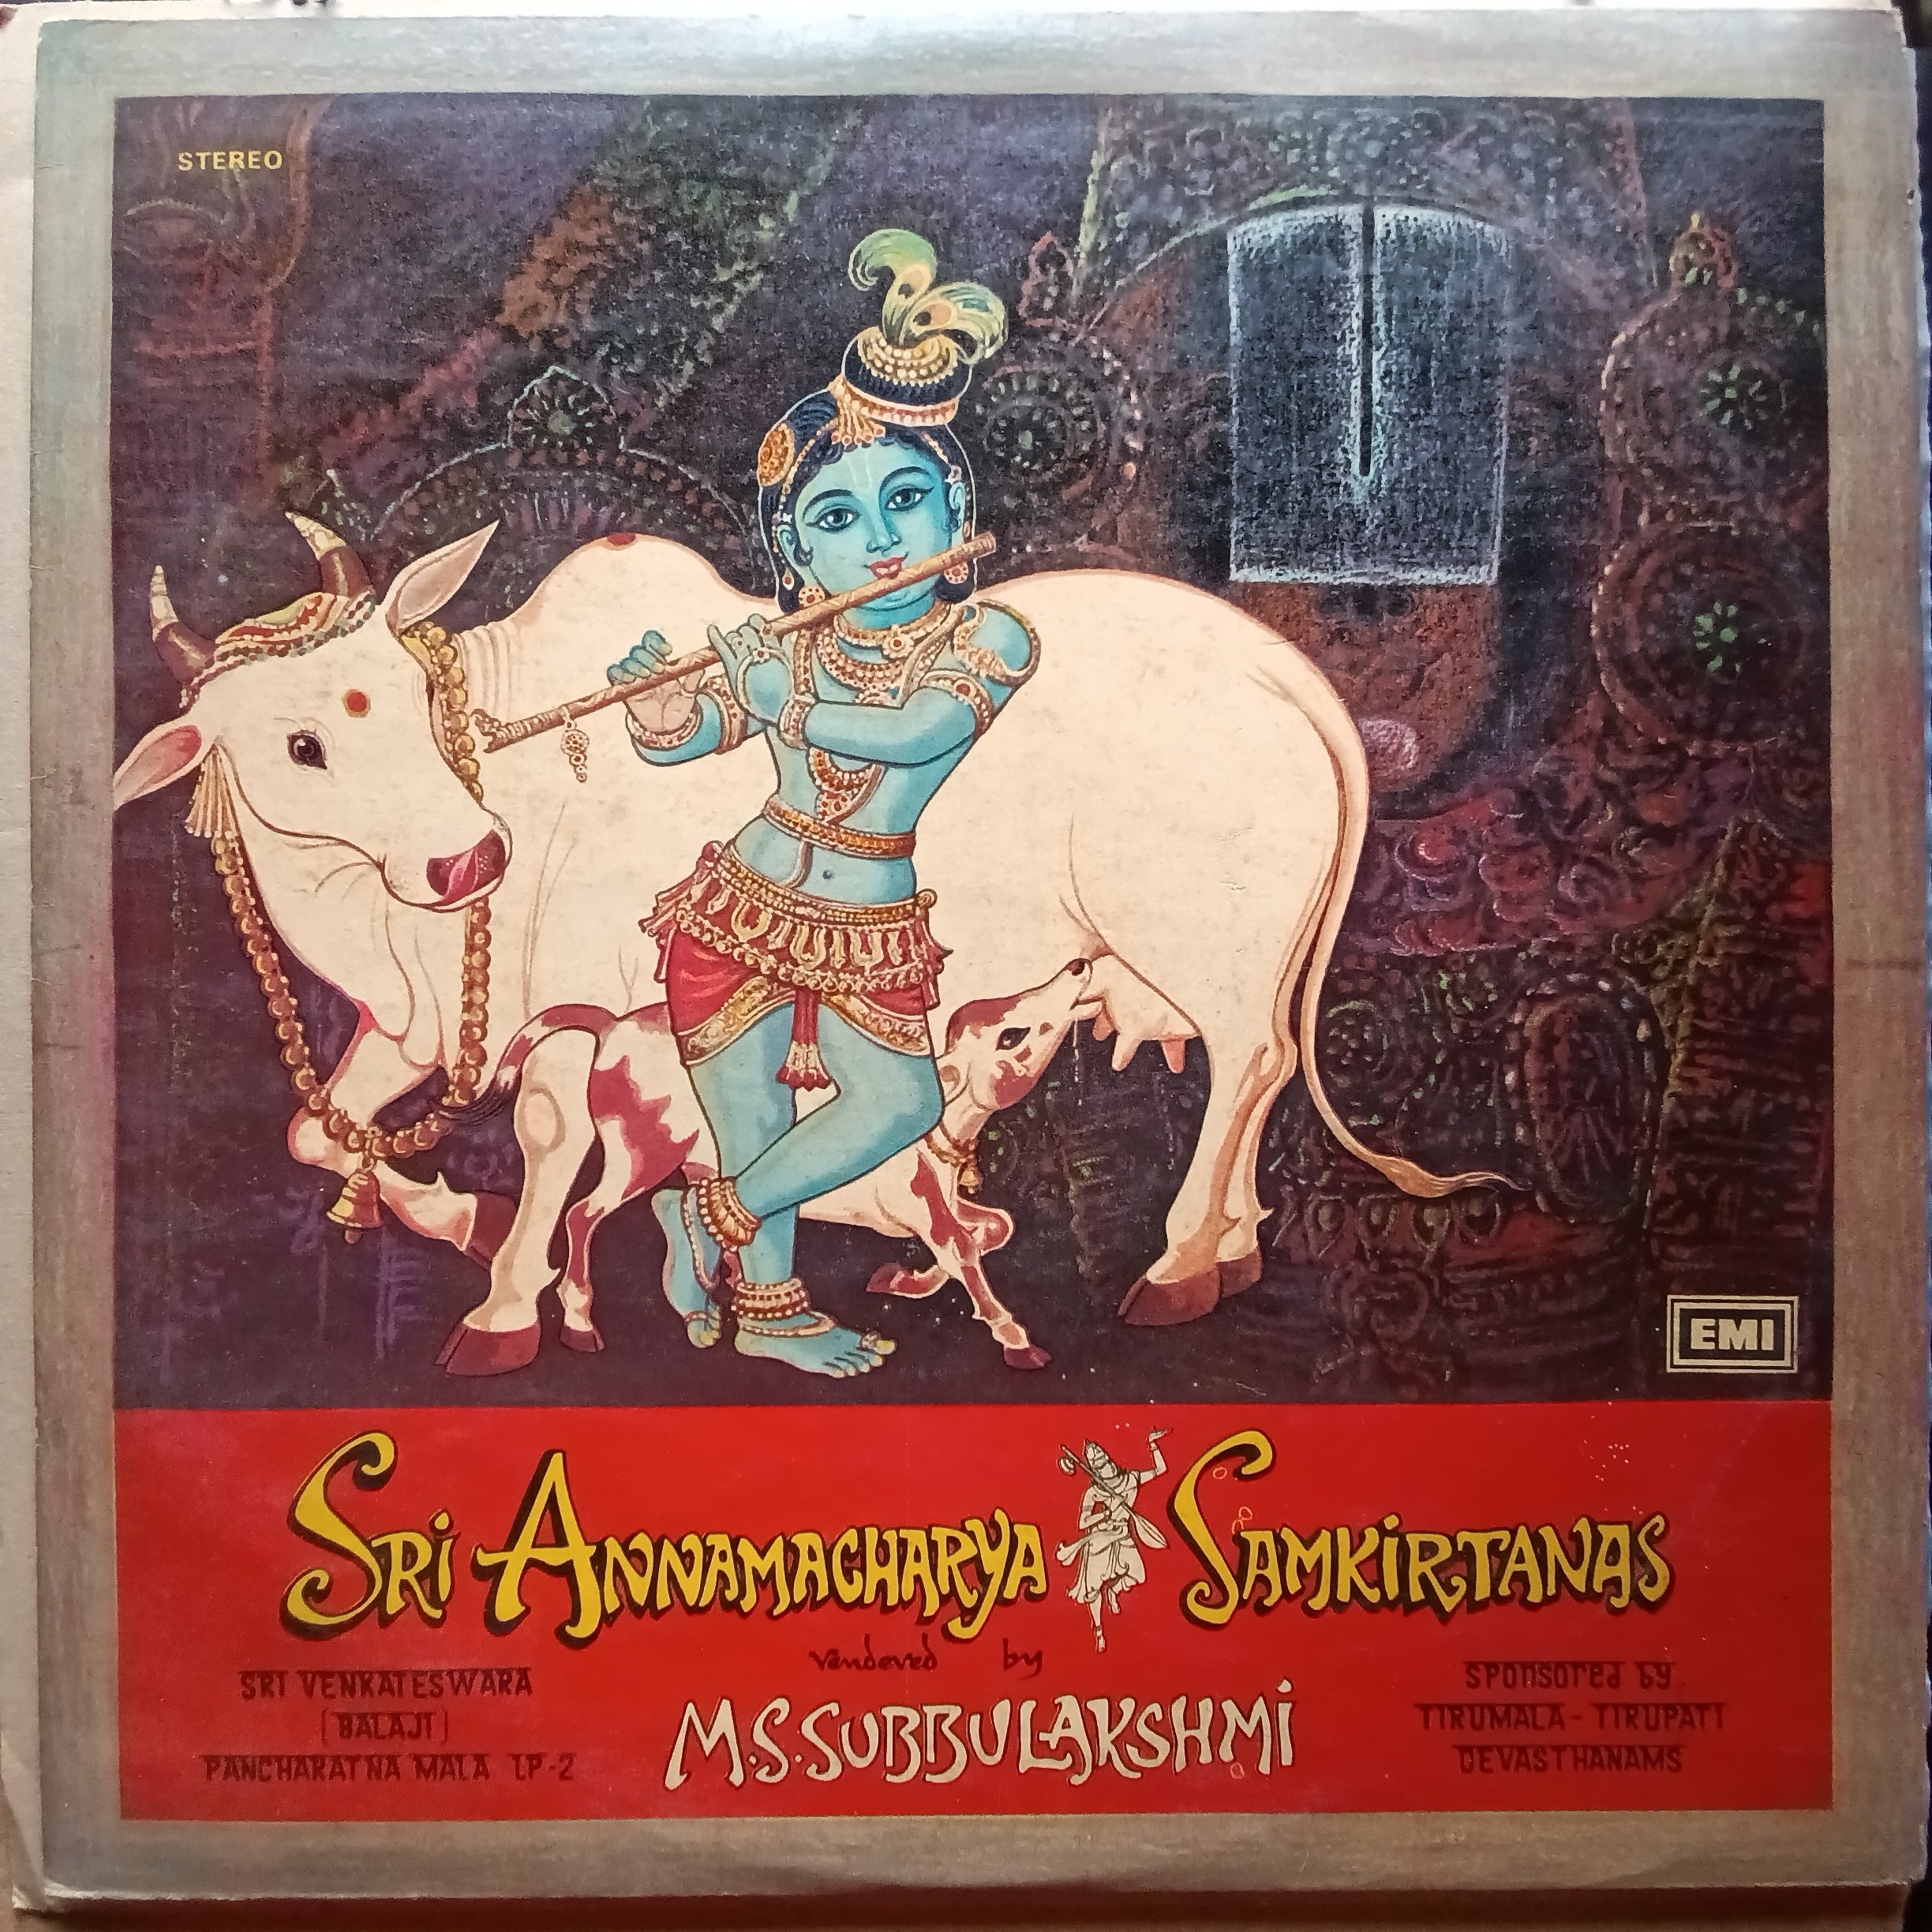 STEREO
EMI
SRI ANNAMACHARYA SAMKIRTANAS
rendered by
M.S.SUBBULAKSHMI
SRI VENKATESWARA
(BALAJI)
PANCHARATNA MALA LP-2
SPONSORED BY
TIRUMALA - TIRUPATI
DEVASTHANAMS